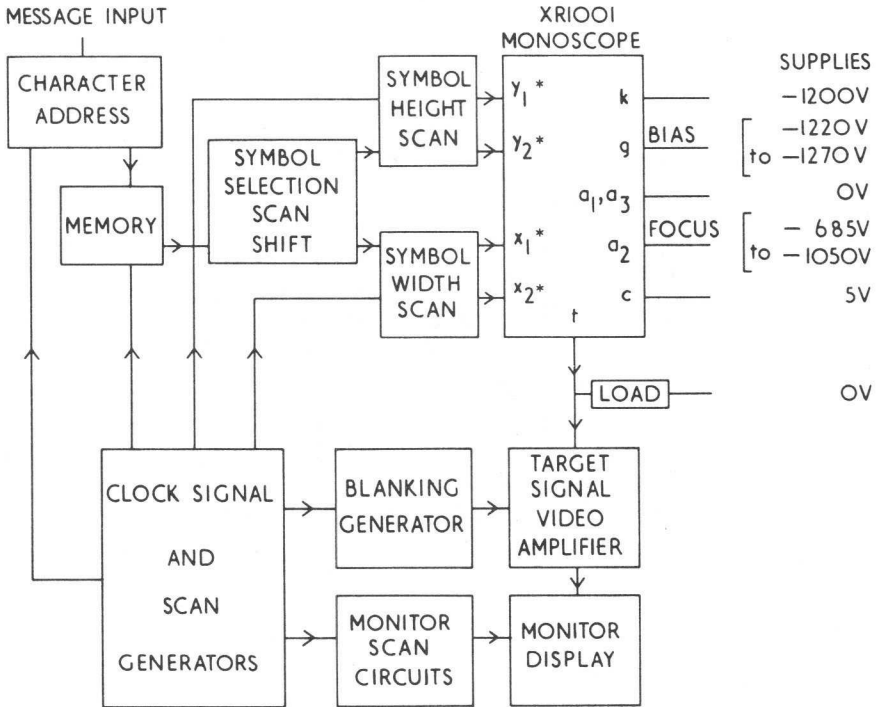 MESSAGE INPUT
CHARACTER
ADDRESS
MEMORY
SYMBOL
SELECTION
SCAN
SHIFT
SYMBOL
HEIGHT
SCAN
SYMBOL
WIDTH
SCAN
XR1001
MONOSCOPE
y1*
y2*
x1*
x2*
k
g
a1,a3
a2
c
t
BIAS
FOCUS
SUPPLIES
-1200V
-1220V
to -1270V
0V
- 685V
to -1050V
5V
LOAD
0V
CLOCK SIGNAL
AND
SCAN
GENERATORS
BLANKING
GENERATOR
TARGET
SIGNAL
VIDEO
AMPLIFIER
MONITOR
SCAN
CIRCUITS
MONITOR
DISPLAY